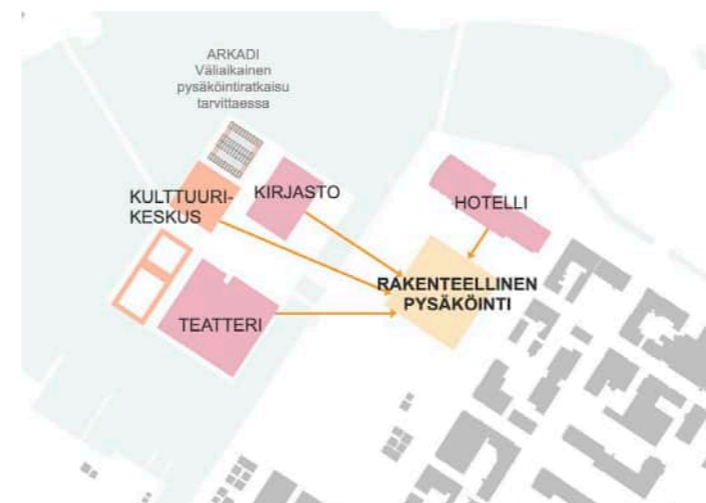 ARKADI
Väliaikainen
pysäköintiratkaisu
tarvittaessa
KULTTUURI-
KESKUS
KIRJASTO
HOTELLI
RAKENTEELLINEN
PYSÄKÖINTI
TEATTERI